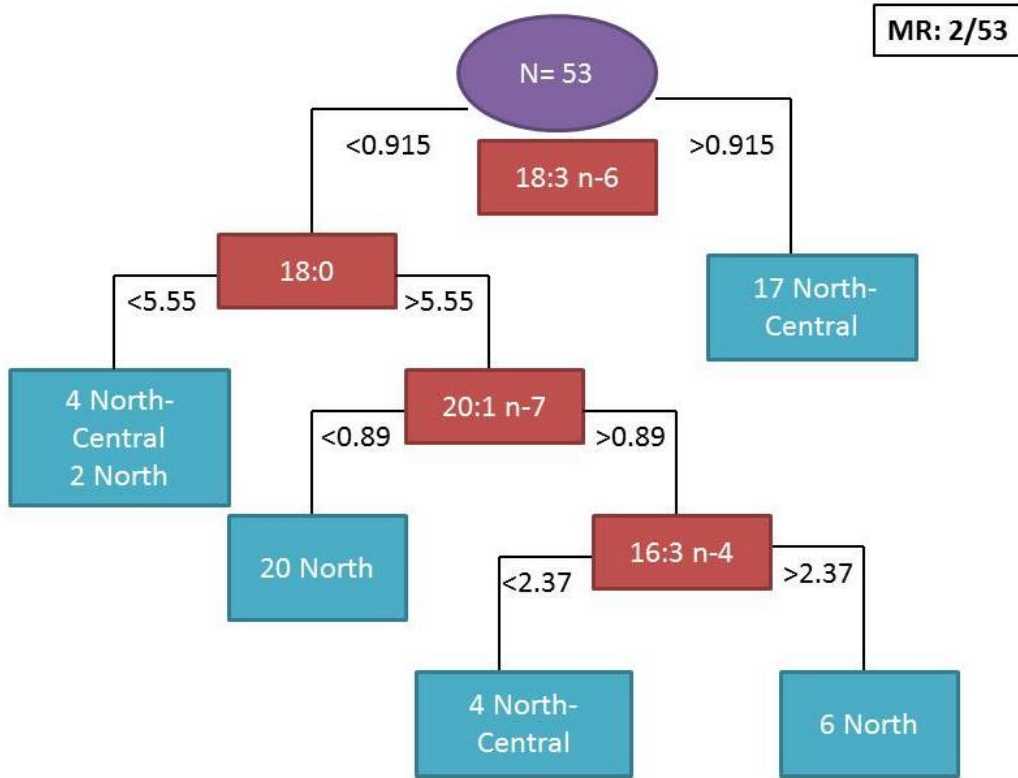 MR: 2/53
N= 53
<0.915
>0.915
18:3 n-6
18:0
17 North-
Central
<5.55
>5.55
4 North-
Central
2 North
20:1 n-7
<0.89
>0.89
20 North
16:3 n-4
<2.37
>2.37
4 North-
Central
6 North